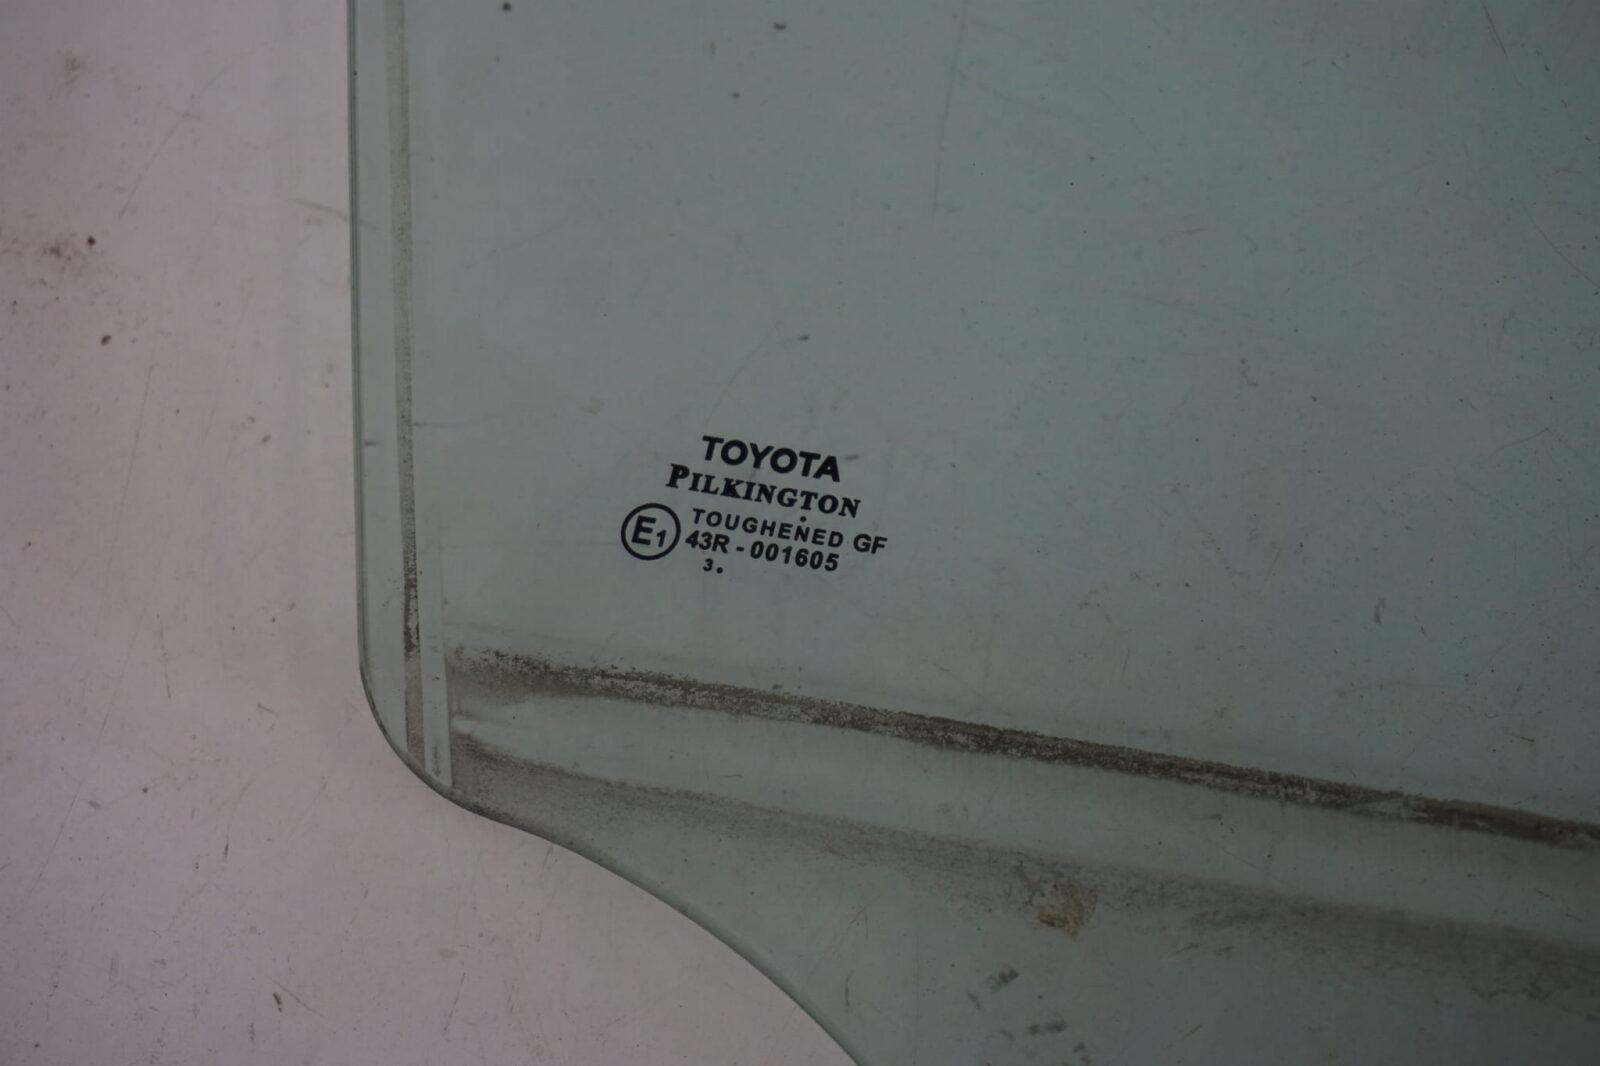 TOYOTA
PILKINGTON
TOUGHENED GF
E1 43R - 001605
3.